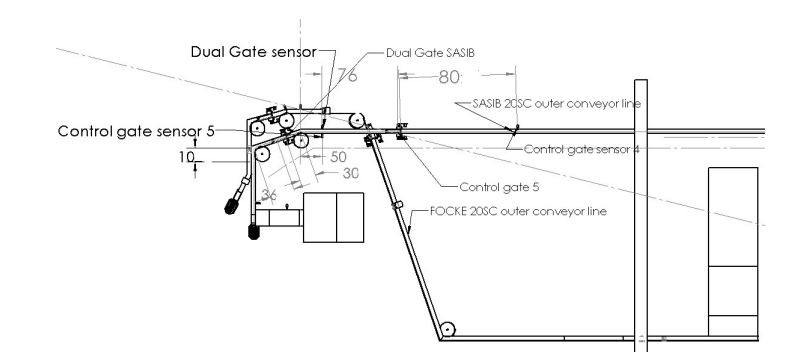 Dual Gate sensor
Dual Gate SASIB
76
80
SASIB 20SC outer conveyor line
Control gate sensor 5
Control gate sensor 4
10
50
30
Control gate 5
36
FOCKE 20SC outer conveyor line